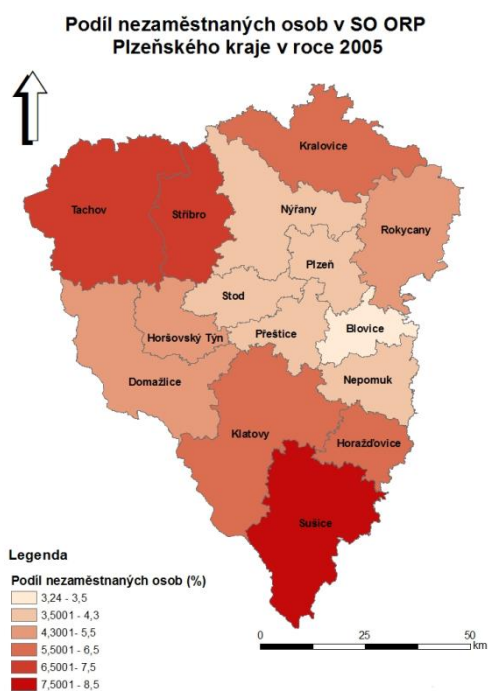 Podíl nezaměstnaných osob v SO ORP
Plzeňského kraje v roce 2005
Kralovice
Tachov
Stříbro
Nýřany
Rokycany
Plzeň
Stod
Blovice
Horšovský Týn
Přeštice
Domažlice
Nepomuk
Klatovy
Horažďovice
Sušice
Legenda
Podíl nezaměstnaných osob (%)
3,24 - 3,5
3,5001 - 4,3
4,3001- 5,5
5,5001 - 6,5
6,5001- 7,5
7,5001 - 8,5
0 25 50
km